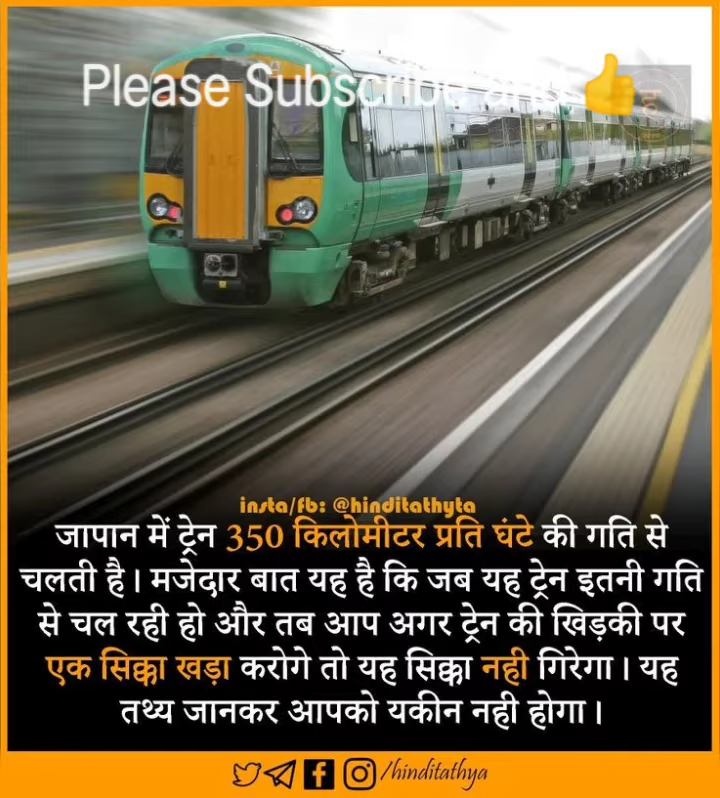 Please Subscribe and 👍
insta/fb: @hinditathyta
जापान में ट्रेन 350 किलोमीटर प्रति घंटे की गति से
चलती है। मजेदार बात यह है कि जब यह ट्रेन इतनी गति
से चल रही हो और तब आप अगर ट्रेन की खिड़की पर
एक सिक्का खड़ा करोगे तो यह सिक्का नही गिरेगा। यह
तथ्य जानकर आपको यकीन नही होगा।
/hinditathya